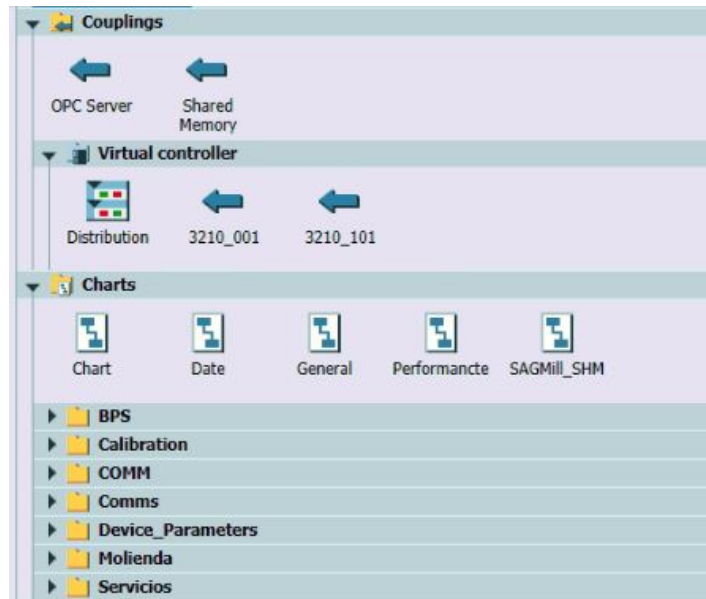 Couplings
OPC Server
Shared
Memory
Virtual controller
Distribution
3210_001
3210_101
Charts
Chart
Date
General
Performancte
SAGMill_SHM
BPS
Calibration
COMM
Comms
Device_Parameters
Molienda
Servicios